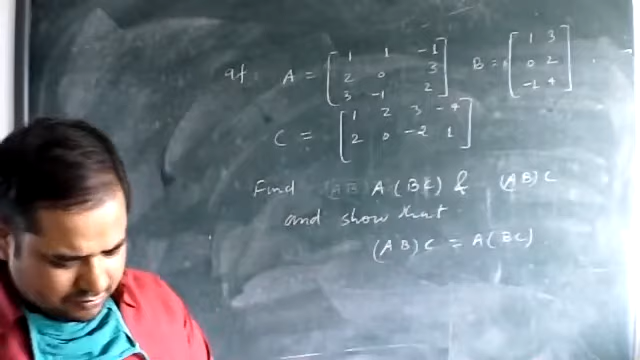 If A = [1 1 -1] B = [1 3]
[2 0 3] [0 2]
[3 -1 2] [-1 4]
C = [1 2 3 -4]
[2 0 -2 1]
Find A(BC) & (AB)C
and show that
(AB)C = A(BC)